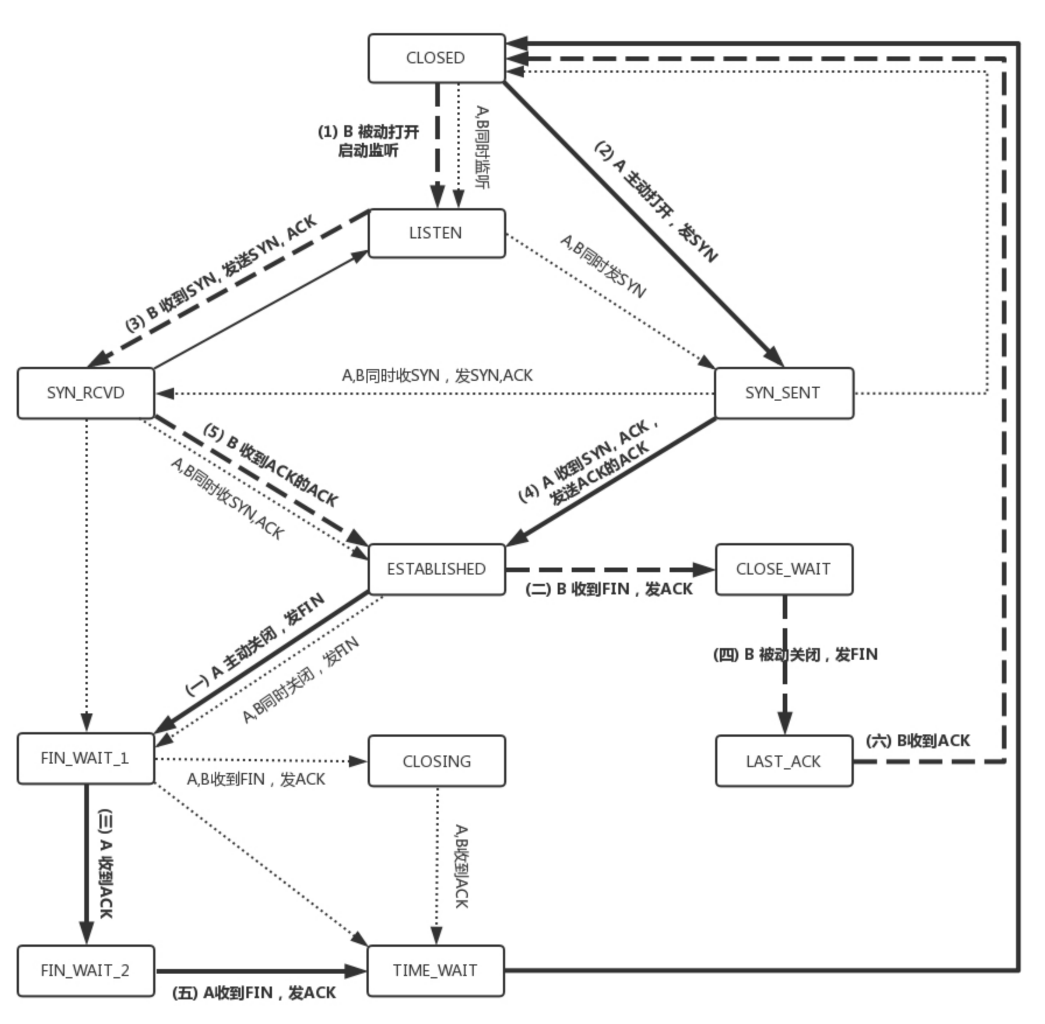 CLOSED
(1) B 被动打开
启动监听
A,B同时监听
(2) A 主动打开，发SYN
LISTEN
(3) B 收到SYN, 发送SYN, ACK
A,B同时发SYN
SYN_RCVD
A,B同时收SYN，发SYN,ACK
SYN_SENT
(5) B 收到ACK的ACK
A,B同时收SYN,ACK
(4) A 收到SYN, ACK，
发送ACK的ACK
ESTABLISHED
(二) B 收到FIN，发ACK
CLOSE_WAIT
(一) A 主动关闭，发FIN
A,B同时关闭，发FIN
(四) B 被动关闭，发FIN
FIN_WAIT_1
A,B收到FIN，发ACK
CLOSING
LAST_ACK
(六) B收到ACK
(三) A 收到ACK
A,B收到ACK
FIN_WAIT_2
(五) A收到FIN，发ACK
TIME_WAIT